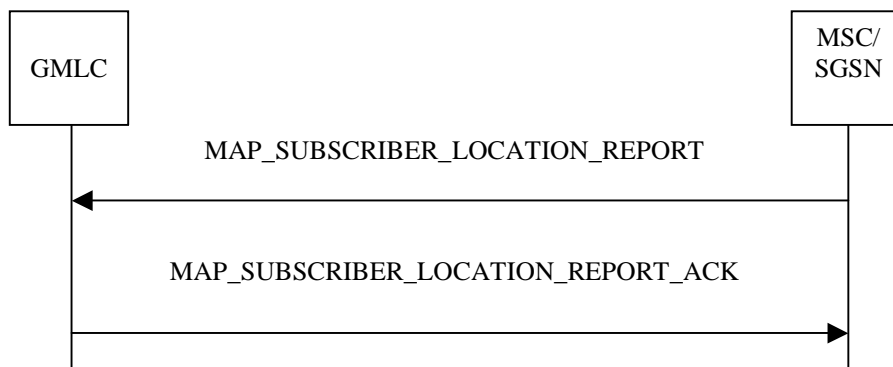 GMLC
MSC/
SGSN
MAP_SUBSCRIBER_LOCATION_REPORT
MAP_SUBSCRIBER_LOCATION_REPORT_ACK